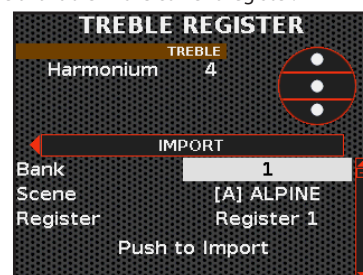 TREBLE REGISTER
TREBLE
Harmonium 4
IMPORT
Bank 1
Scene [A] ALPINE
Register Register 1
Push to Import